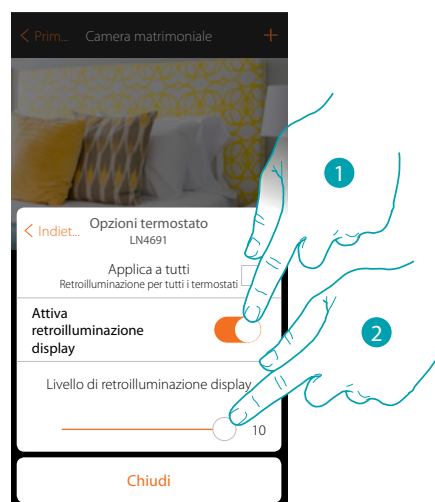 < Prim... Camera matrimoniale +
< Indiet... Opzioni termostato
LN4691
Applica a tutti
Retroilluminazione per tutti i termostati
Attiva
retroilluminazione
display
Livello di retroilluminazione display
10
Chiudi
1
2